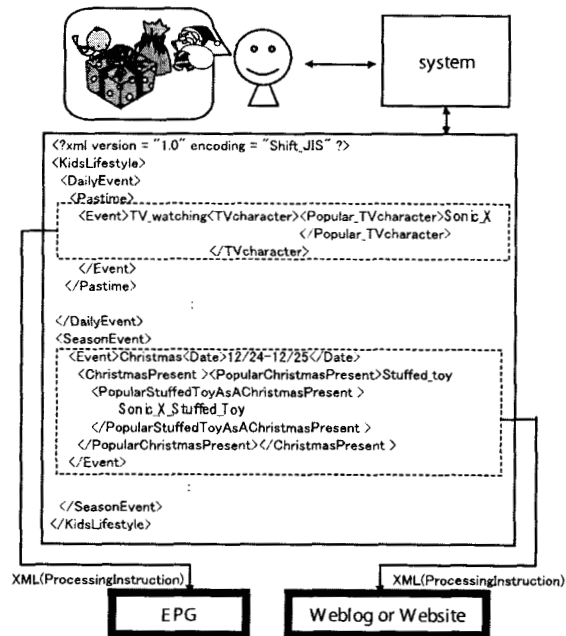 system
<?xml version = "1.0" encoding = "Shift_JIS" ?>
<KidsLifestyle>
<DailyEvent>
<Pastime>
<Event>TV_watching<TVcharacter><Popular_TVcharacter>Sonic_X
</Popular_TVcharacter>
</TVcharacter>
</Event>
</Pastime>
:
</DailyEvent>
<SeasonEvent>
<Event>Christmas<Date>12/24-12/25</Date>
<ChristmasPresent ><PopularChristmasPresent>Stuffed_toy
<PopularStuffedToyAsAChristmasPresent >
Sonic_X_Stuffed_Toy
</PopularStuffedToyAsAChristmasPresent >
</PopularChristmasPresent></ChristmasPresent >
</Event>
:
</SeasonEvent>
</KidsLifestyle>
XML(ProcessingInstruction)
XML(ProcessingInstruction)
EPG
Weblog or Website